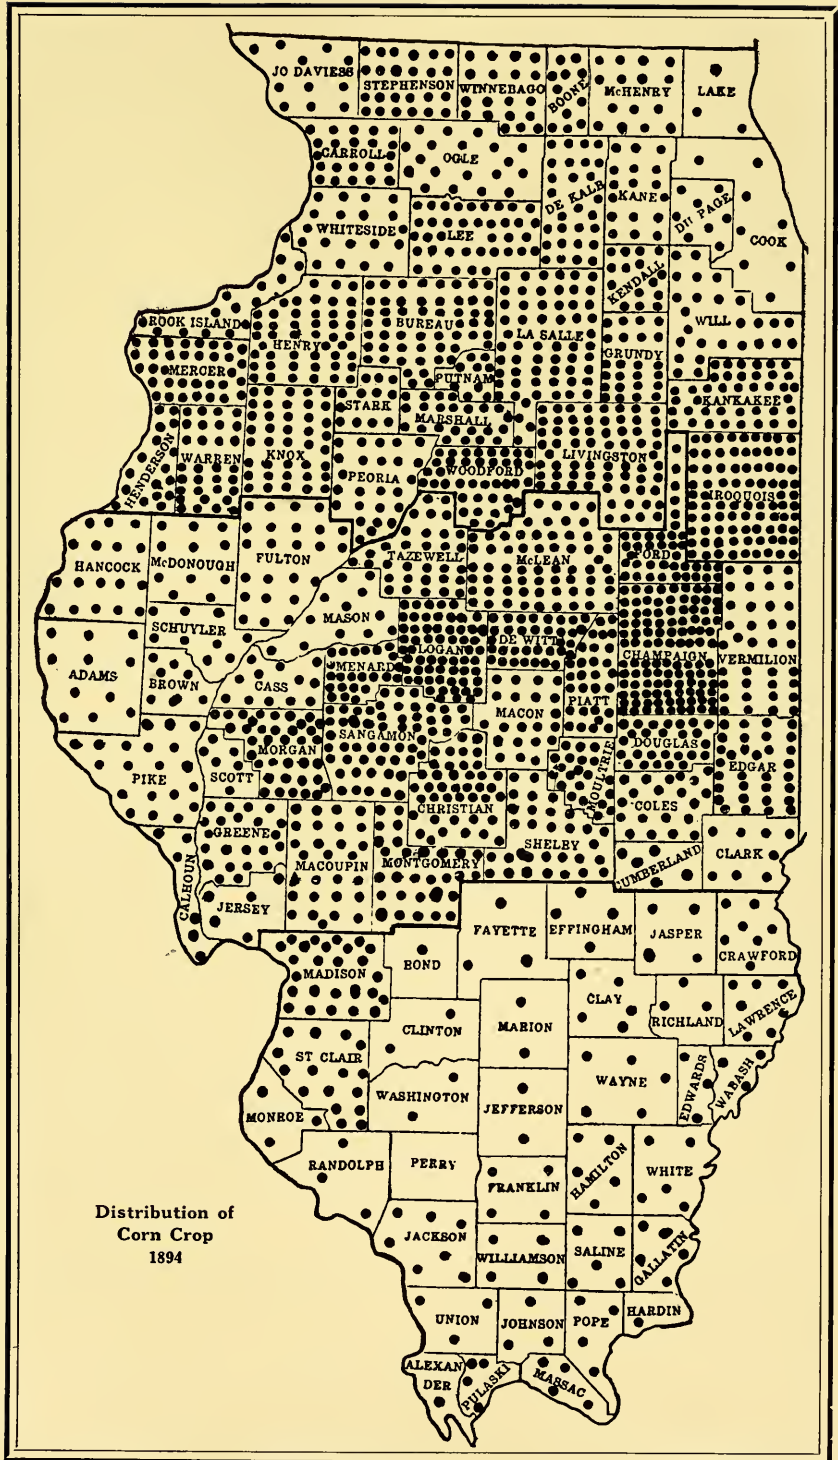 JO DAVIESS
STEPHENSON
WINNEBAGO
BOONE
McHENRY
LAKE
CARROLL
OGLE
DE KALB
KANE
DU PAGE
COOK
WHITESIDE
LEE
KENDALL
ROCK ISLAND
HENRY
BUREAU
LA SALLE
GRUNDY
WILL
MERCER
PUTNAM
STARK
MARSHALL
KANKAKEE
HENDERSON
WARREN
KNOX
PEORIA
WOODFORD
LIVINGSTON
IROQUOIS
HANCOCK
McDONOUGH
FULTON
TAZEWELL
McLEAN
FORD
SCHUYLER
MASON
LOGAN
DE WITT
CHAMPAIGN
VERMILION
ADAMS
BROWN
CASS
MENARD
MACON
PIATT
PIKE
SCOTT
MORGAN
SANGAMON
MOULTRIE
DOUGLAS
EDGAR
CHRISTIAN
COLES
CALHOUN
GREENE
MACOUPIN
MONTGOMERY
SHELBY
CUMBERLAND
CLARK
JERSEY
FAYETTE
EFFINGHAM
JASPER
CRAWFORD
MADISON
BOND
CLAY
RICHLAND
LAWRENCE
ST CLAIR
CLINTON
MARION
WAYNE
EDWARDS
WABASH
MONROE
WASHINGTON
JEFFERSON
RANDOLPH
PERRY
FRANKLIN
HAMILTON
WHITE
Distribution of
Corn Crop
1894
JACKSON
WILLIAMSON
SALINE
GALLATIN
UNION
JOHNSON
POPE
HARDIN
ALEXAN
DER
PULASKI
MASSAC